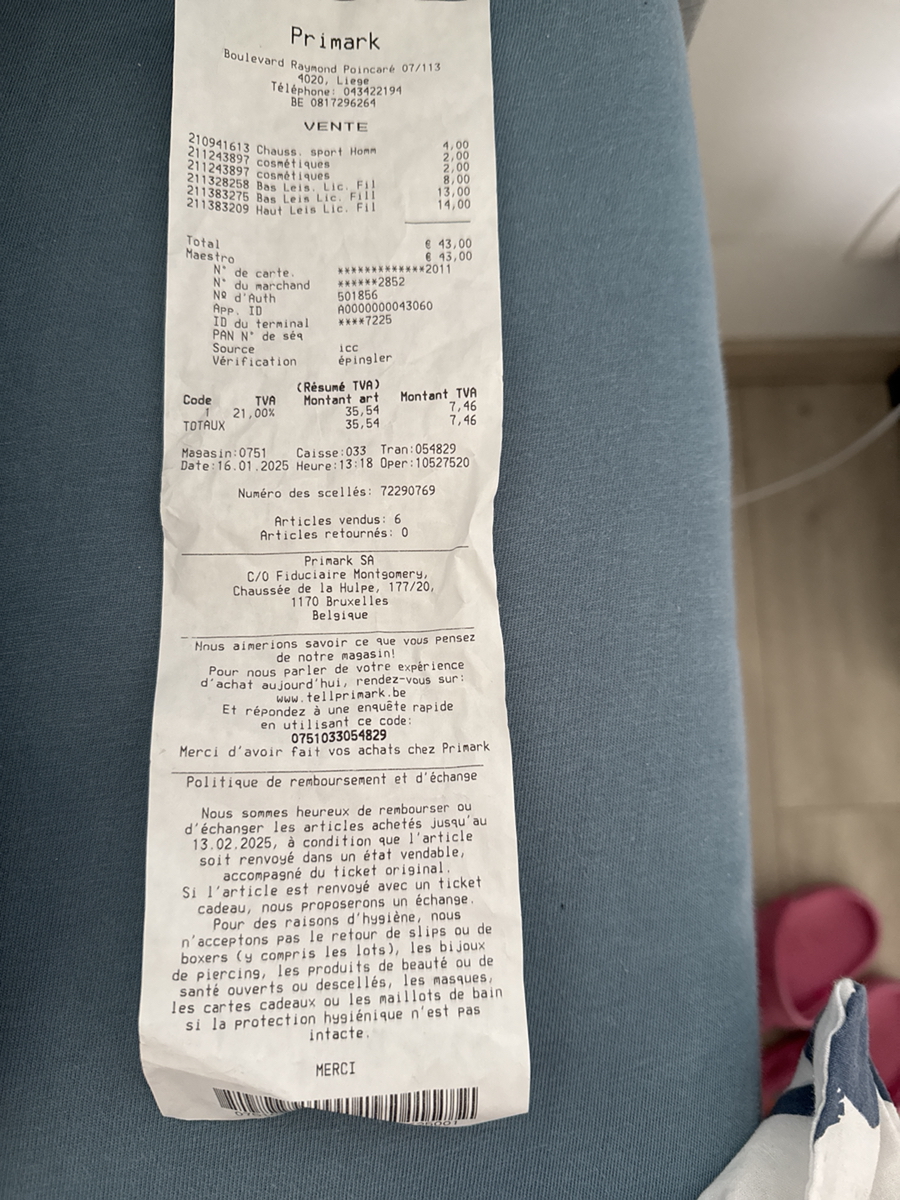 Primark
Boulevard Raymond Poincaré 07/113
4020, Liege
Téléphone: 043422194
BE 0817296264
VENTE
210941613 Chauss. sport Homm 4,00
211243897 cosmétiques 2,00
211243897 cosmétiques 2,00
211328258 Bas Leis. Lic. Fil 8,00
211383275 Bas Leis Lic. Fill 13,00
211383209 Haut Leis Lic. Fil 14,00
Total € 43,00
Maestro € 43,00
N° de carte. ************2011
N° du marchand ******2852
Nº d'Auth 501856
App. ID A0000000043060
ID du terminal ****7225
PAN N° de séq
Source icc
Vérification épingler
(Résumé TVA)
Code TVA Montant art Montant TVA
1 21,00% 35,54 7,46
TOTAUX 35,54 7,46
Magasin:0751 Caisse:033 Tran:054829
Date:16.01.2025 Heure:13:18 Oper:10527520
Numéro des scellés: 72290769
Articles vendus: 6
Articles retournés: 0
Primark SA
C/O Fiduciaire Montgomery,
Chaussée de la Hulpe, 177/20,
1170 Bruxelles
Belgique
Nous aimerions savoir ce que vous pensez
de notre magasin!
Pour nous parler de votre expérience
d'achat aujourd'hui, rendez-vous sur:
www.tellprimark.be
Et répondez à une enquête rapide
en utilisant ce code:
0751033054829
Merci d'avoir fait vos achats chez Primark
Politique de remboursement et d'échange
Nous sommes heureux de rembourser ou
d'échanger les articles achetés jusqu'au
13.02.2025, à condition que l'article
soit renvoyé dans un état vendable,
accompagné du ticket original.
Si l'article est renvoyé avec un ticket
cadeau, nous proposerons un échange.
Pour des raisons d'hygiène, nous
n'acceptons pas le retour de slips ou de
boxers (y compris les lots), les bijoux
de piercing, les produits de beauté ou de
santé ouverts ou descellés, les masques,
les cartes cadeaux ou les maillots de bain
si la protection hygiénique n'est pas
intacte.
MERCI